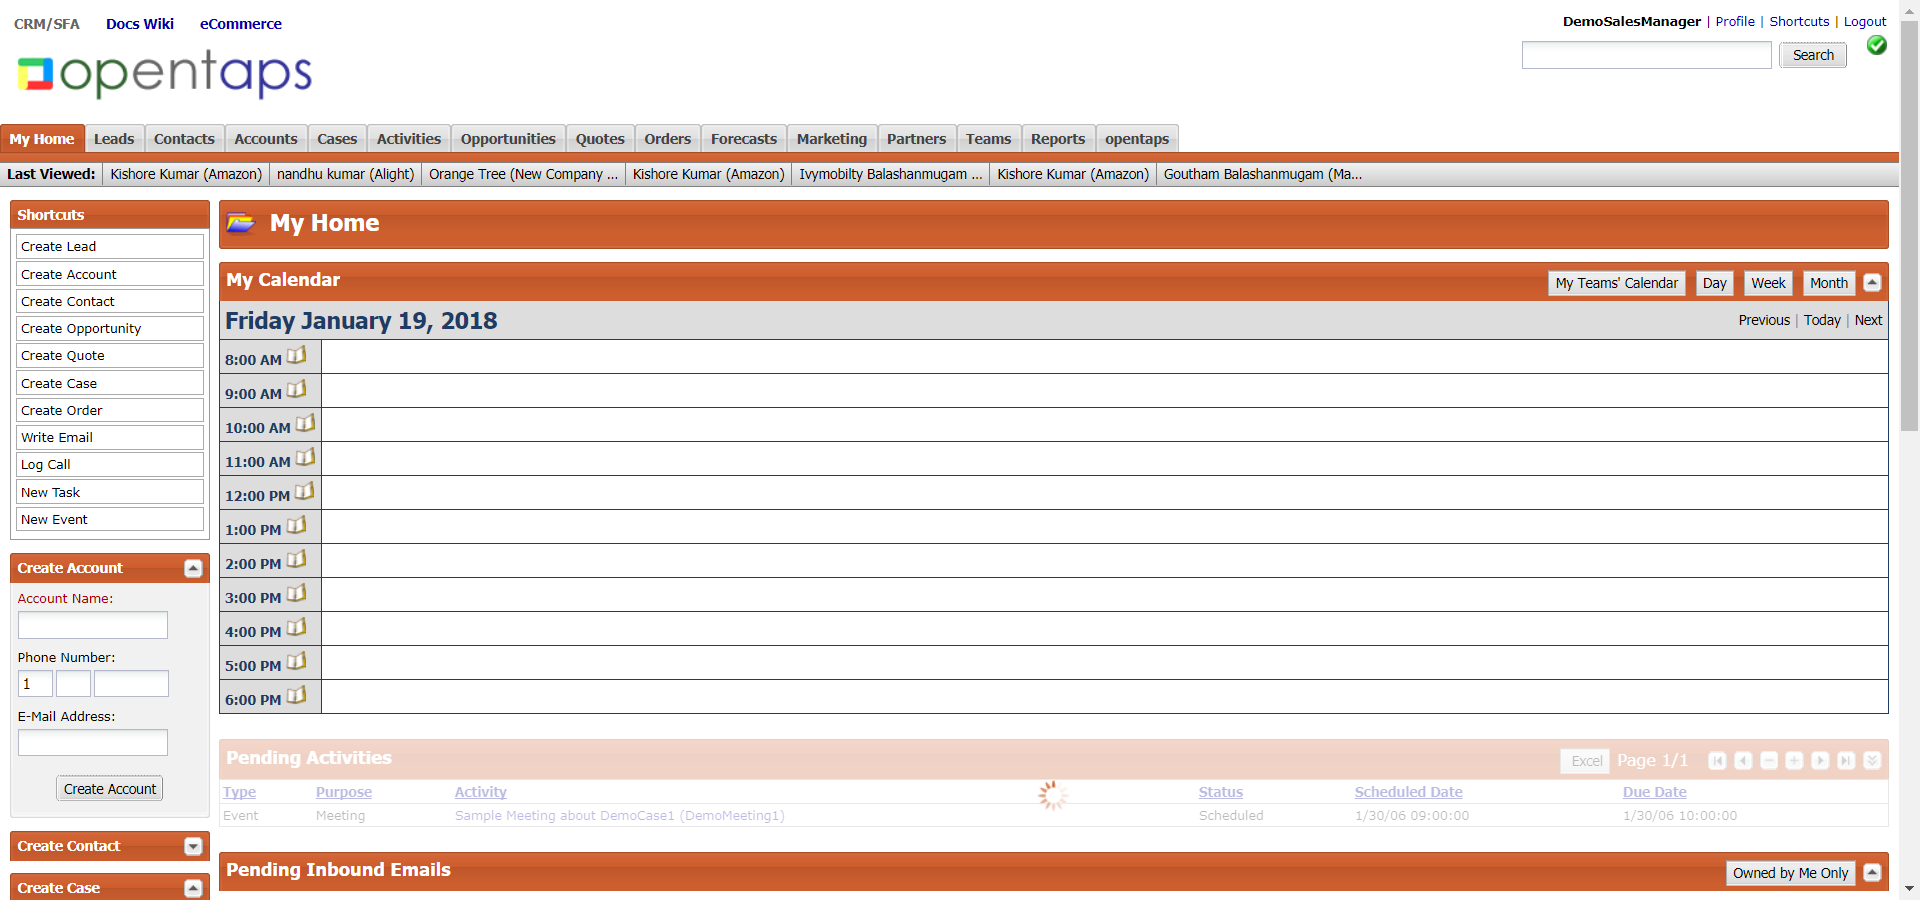 CRM/SFA Docs Wiki eCommerce
DemoSalesManager | Profile | Shortcuts | Logout
opentaps
Search
My Home Leads Contacts Accounts Cases Activities Opportunities Quotes Orders Forecasts Marketing Partners Teams Reports opentaps
Last Viewed: Kishore Kumar (Amazon) nandhu kumar (Alight) Orange Tree (New Company ... Kishore Kumar (Amazon) Ivymobilty Balashanmugam ... Kishore Kumar (Amazon) Goutham Balashanmugam (Ma...
Shortcuts
Create Lead
Create Account
Create Contact
Create Opportunity
Create Quote
Create Case
Create Order
Write Email
Log Call
New Task
New Event
Create Account
Account Name:
Phone Number:
1
E-Mail Address:
Create Account
Create Contact
Create Case
My Home
My Calendar
My Teams' Calendar Day Week Month
Friday January 19, 2018
Previous | Today | Next
8:00 AM
9:00 AM
10:00 AM
11:00 AM
12:00 PM
1:00 PM
2:00 PM
3:00 PM
4:00 PM
5:00 PM
6:00 PM
Pending Activities
Excel Page 1/1
Type Purpose Activity Status Scheduled Date Due Date
Event Meeting Sample Meeting about DemoCase1 (DemoMeeting1) Scheduled 1/30/06 09:00:00 1/30/06 10:00:00
Pending Inbound Emails
Owned by Me Only